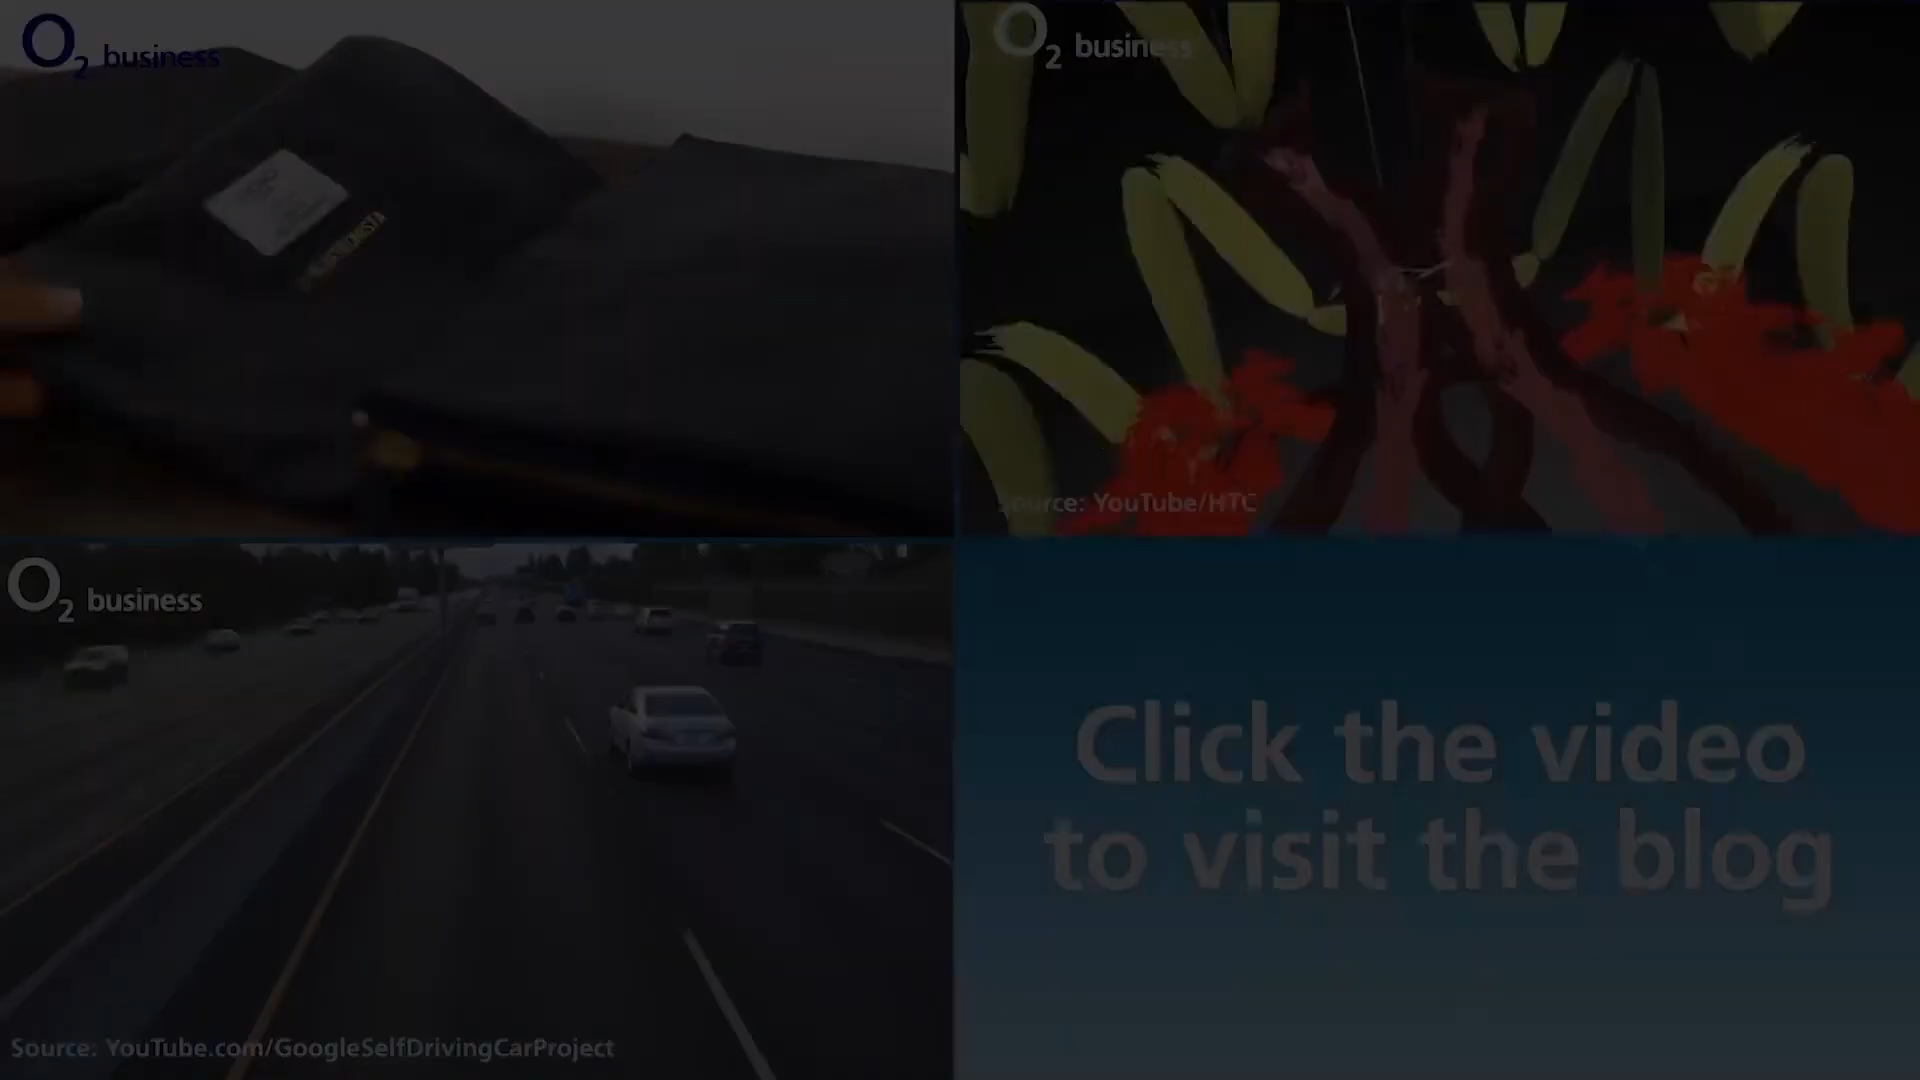 O2 business
O2 business
Source: YouTube/HTC
O2 business
Source: YouTube.com/GoogleSelfDrivingCarProject
Click the video
to visit the blog